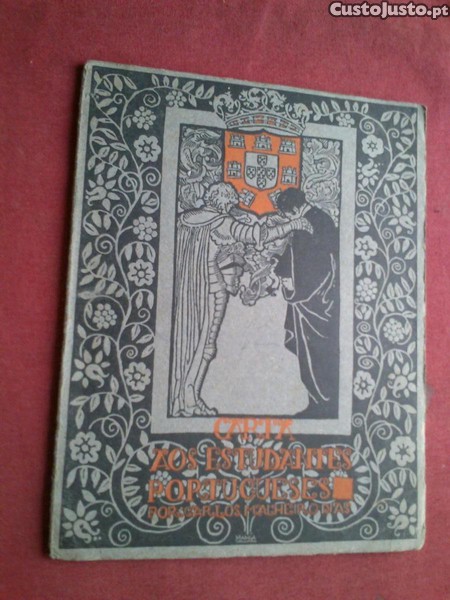 CustoJusto.pt
CARTA
AOS ESTUDANTES
PORTUGUESES
POR CARLOS MALHEIRO DIAS